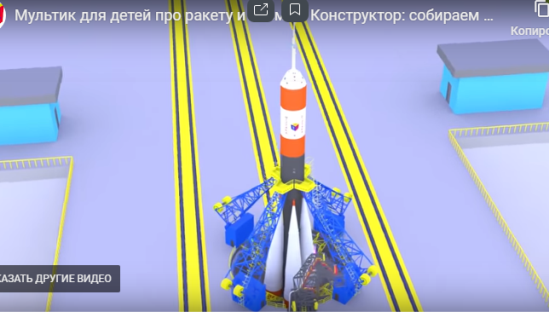 Мультик для детей про ракету и Конструктор: собираем ...
Копиро
КАЗАТЬ ДРУГИЕ ВИДЕО